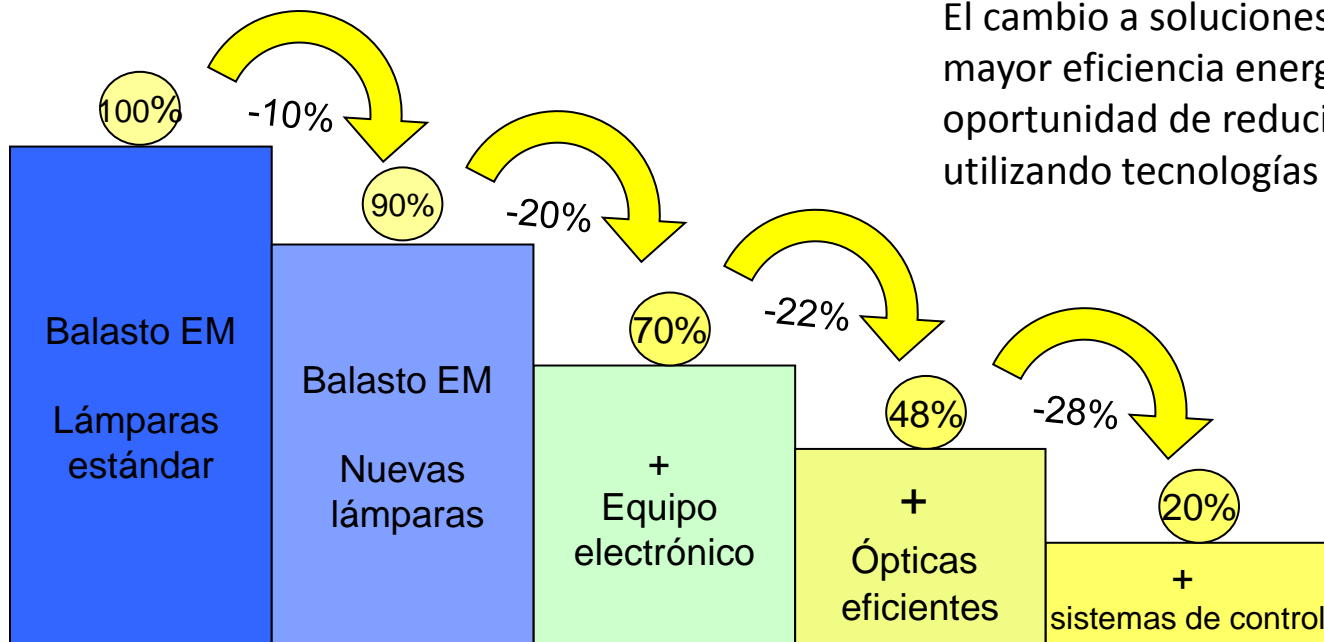 El cambio a soluciones
mayor eficiencia energ
oportunidad de reduci
utilizando tecnologías
100%
-10%
90%
-20%
70%
-22%
48%
-28%
20%
Balasto EM
Lámparas
estándar
Balasto EM
Nuevas
lámparas
+
Equipo
electrónico
+
Ópticas
eficientes
+
sistemas de control